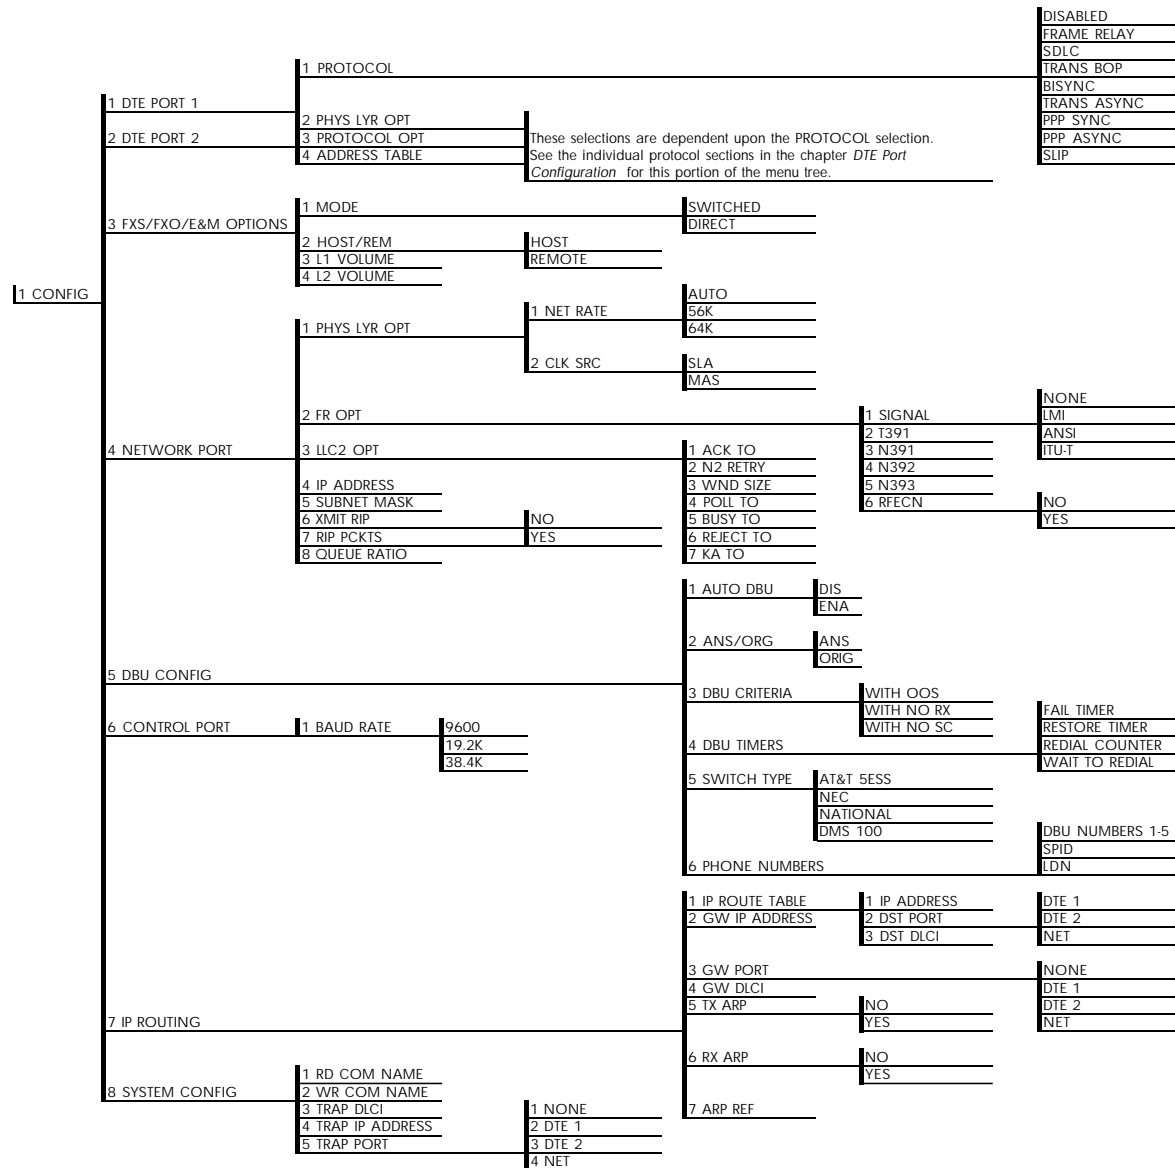 1 CONFIG
1 DTE PORT 1
2 DTE PORT 2
1 PROTOCOL
DISABLED
FRAME RELAY
SDLC
TRANS BOP
BISYNC
TRANS ASYNC
PPP SYNC
PPP ASYNC
SLIP
2 PHYS LYR OPT
3 PROTOCOL OPT
4 ADDRESS TABLE
These selections are dependent upon the PROTOCOL selection.
See the individual protocol sections in the chapter DTE Port
Configuration for this portion of the menu tree.
3 FXS/FXO/E&M OPTIONS
1 MODE
SWITCHED
DIRECT
2 HOST/REM
HOST
REMOTE
3 L1 VOLUME
4 L2 VOLUME
4 NETWORK PORT
1 PHYS LYR OPT
1 NET RATE
AUTO
56K
64K
2 CLK SRC
SLA
MAS
2 FR OPT
1 SIGNAL
NONE
LMI
ANSI
ITU-T
2 T391
3 N391
4 N392
5 N393
6 RFECN
NO
YES
3 LLC2 OPT
1 ACK TO
2 N2 RETRY
3 WND SIZE
4 POLL TO
5 BUSY TO
6 REJECT TO
7 KA TO
4 IP ADDRESS
5 SUBNET MASK
6 XMIT RIP
7 RIP PCKTS
NO
YES
8 QUEUE RATIO
5 DBU CONFIG
1 AUTO DBU
DIS
ENA
2 ANS/ORG
ANS
ORIG
3 DBU CRITERIA
WITH OOS
WITH NO RX
WITH NO SC
4 DBU TIMERS
FAIL TIMER
RESTORE TIMER
REDIAL COUNTER
WAIT TO REDIAL
5 SWITCH TYPE
AT&T 5ESS
NEC
NATIONAL
DMS 100
6 PHONE NUMBERS
DBU NUMBERS 1-5
SPID
LDN
6 CONTROL PORT
1 BAUD RATE
9600
19.2K
38.4K
7 IP ROUTING
1 IP ROUTE TABLE
1 IP ADDRESS
2 DST PORT
DTE 1
DTE 2
NET
3 DST DLCI
2 GW IP ADDRESS
3 GW PORT
NONE
DTE 1
DTE 2
NET
4 GW DLCI
5 TX ARP
NO
YES
6 RX ARP
NO
YES
7 ARP REF
8 SYSTEM CONFIG
1 RD COM NAME
2 WR COM NAME
3 TRAP DLCI
4 TRAP IP ADDRESS
5 TRAP PORT
1 NONE
2 DTE 1
3 DTE 2
4 NET